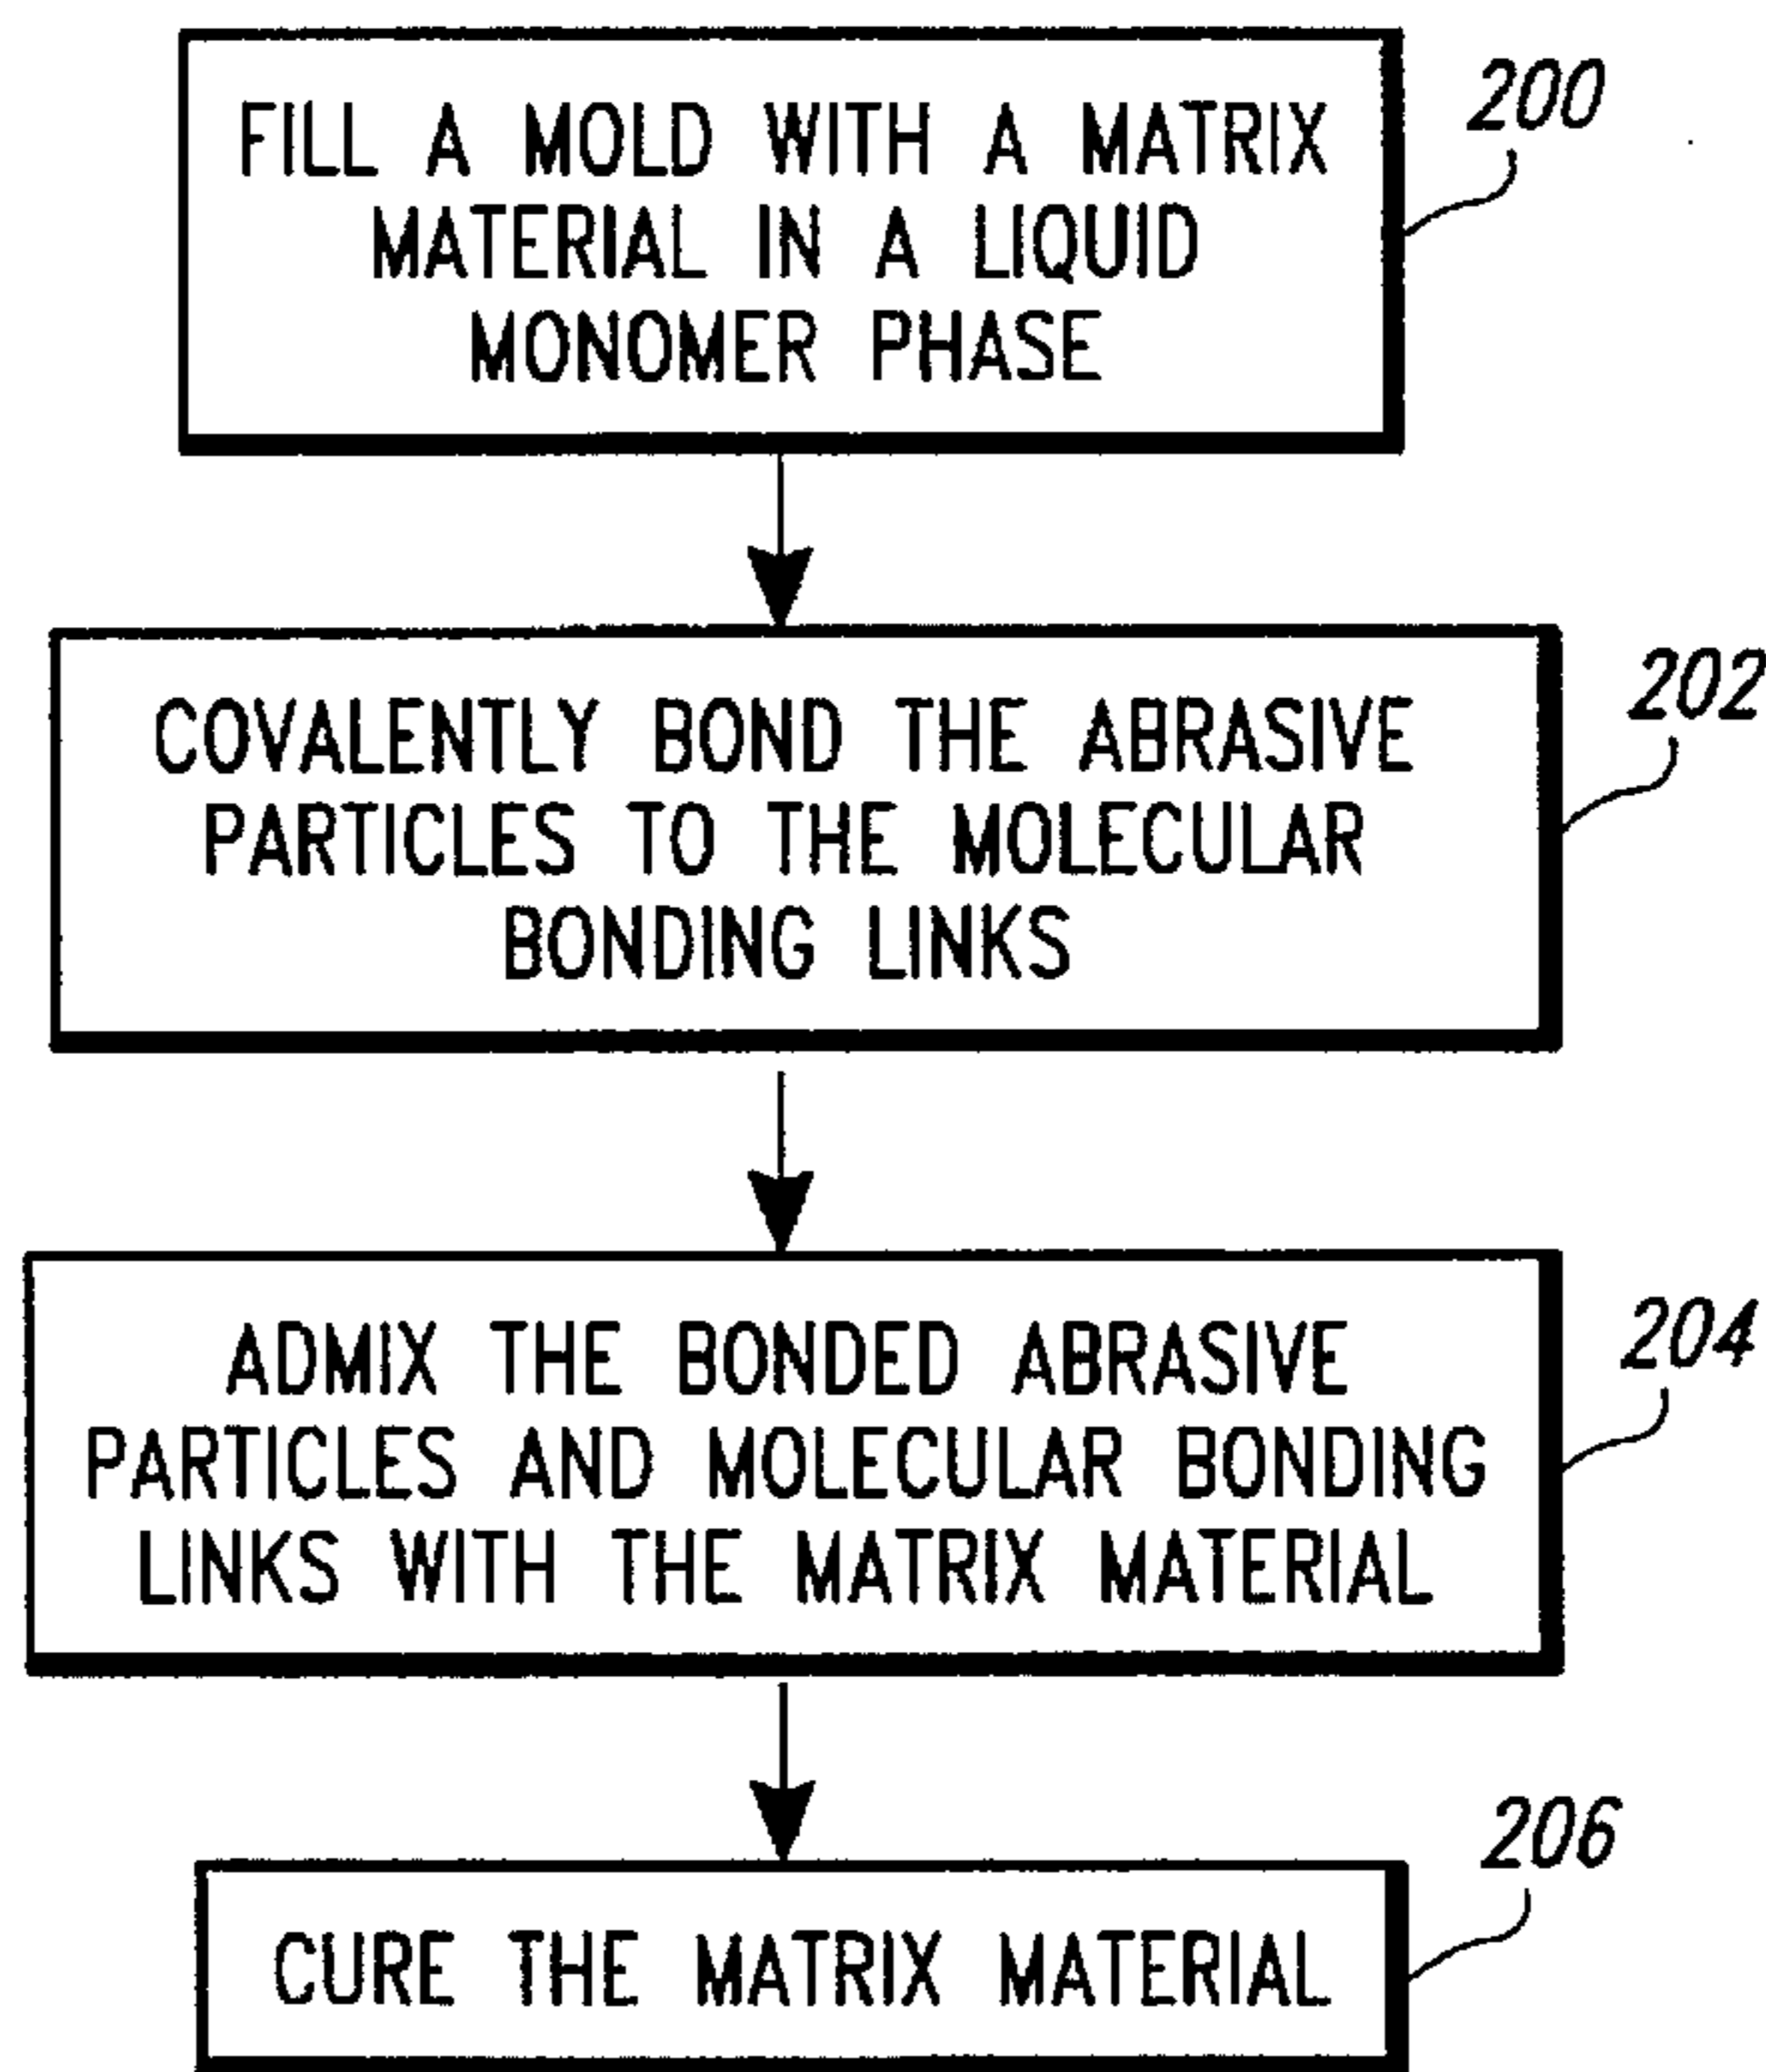 FILL A MOLD WITH A MATRIX
MATERIAL IN A LIQUID
MONOMER PHASE
200
COVALENTLY BOND THE ABRASIVE
PARTICLES TO THE MOLECULAR
BONDING LINKS
202
ADMIX THE BONDED ABRASIVE
PARTICLES AND MOLECULAR BONDING
LINKS WITH THE MATRIX MATERIAL
204
CURE THE MATRIX MATERIAL
206